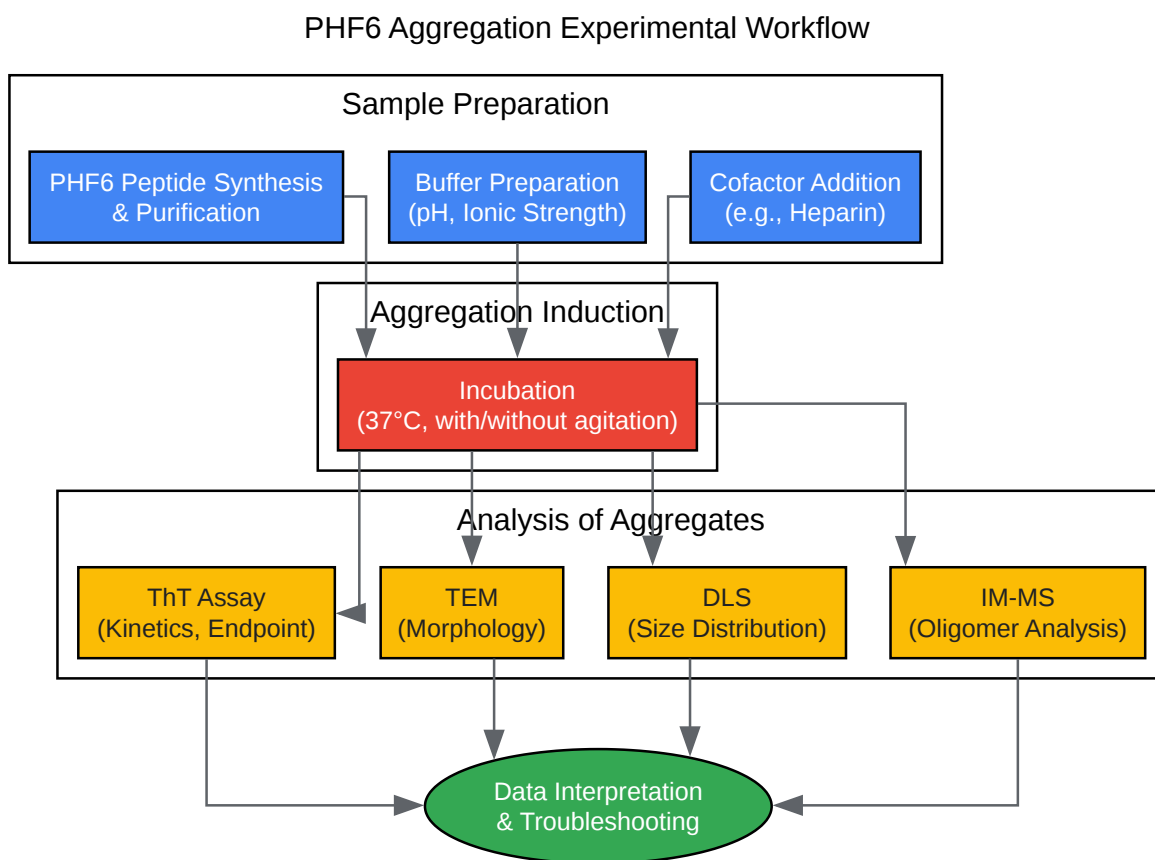 PHF6 Aggregation Experimental Workflow
Sample Preparation
PHF6 Peptide Synthesis
& Purification
Buffer Preparation
(pH, Ionic Strength)
Cofactor Addition
(e.g., Heparin)
Aggregation Induction
Incubation
(37°C, with/without agitation)
Analysis of Aggregates
ThT Assay
(Kinetics, Endpoint)
TEM
(Morphology)
DLS
(Size Distribution)
IM-MS
(Oligomer Analysis)
Data Interpretation
& Troubleshooting